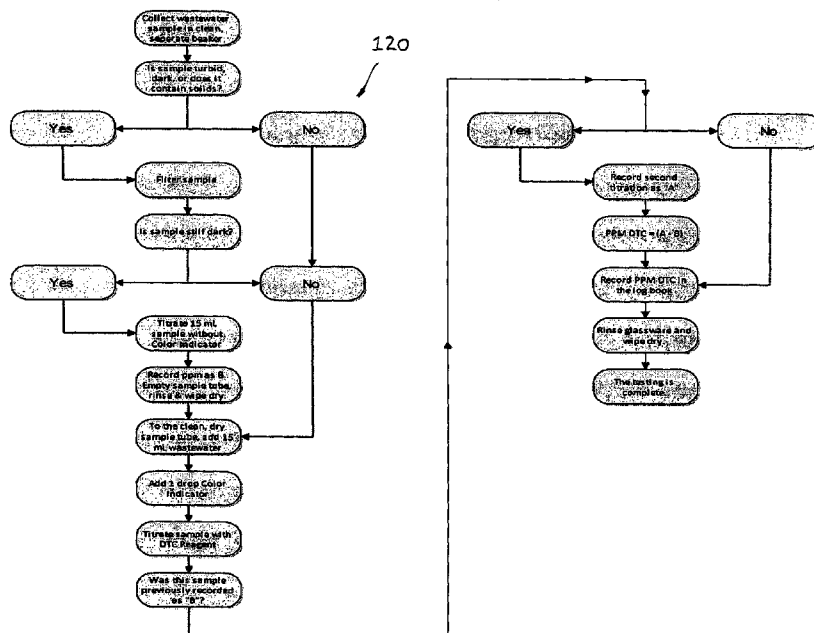 120
Collect wastewater
sample in clean,
separate beaker
Is sample turbid,
dark, or does it
contain solids?
Yes
No
Filter sample
Is sample still dark?
Yes
No
Titrate 15 mL
sample without
Color Indicator
Record ppm as B.
Empty sample tube,
rinse & wipe dry.
To the clean, dry
sample tube, add 15
mL wastewater
Add 1 drop Color
Indicator
Titrate sample with
DTC Reagent
Was this sample
previously recorded
as "B"?
Yes
No
Record second
titration as "A"
PPM DTC = (A - B)
Record PPM DTC in
the log book
Rinse glassware and
wipe dry
The testing is
complete